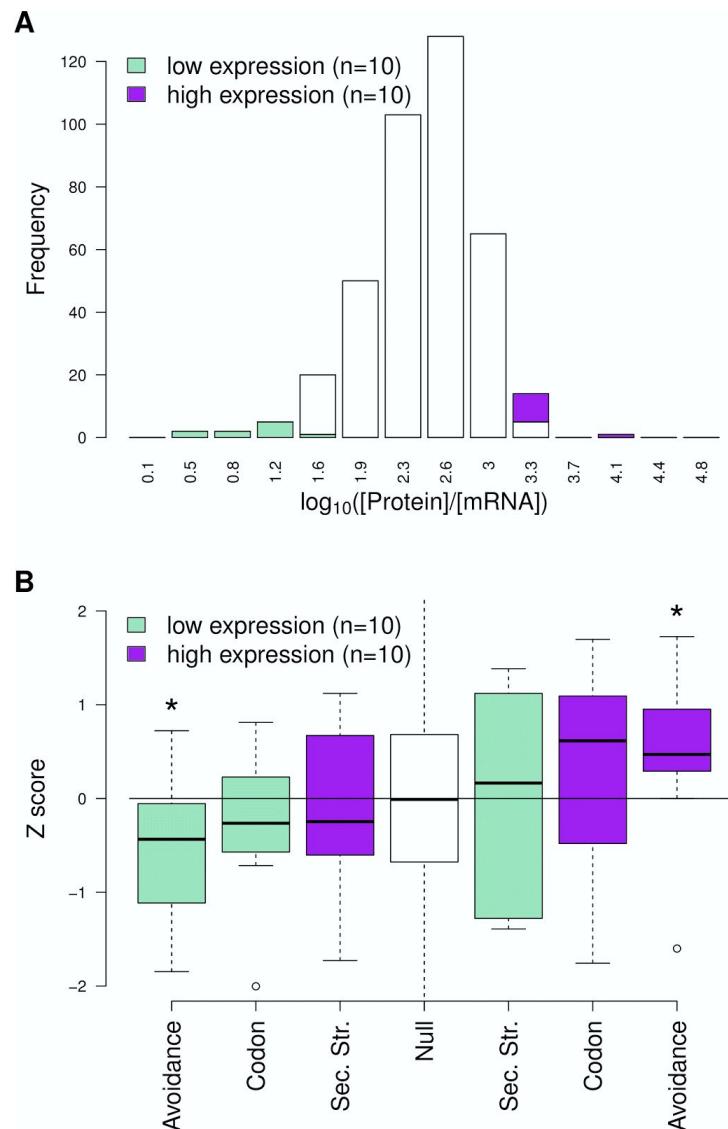 A
low expression (n=10)
high expression (n=10)
Frequency
120
100
80
60
40
20
0
0.1 0.5 0.8 1.2 1.6 1.9 2.3 2.6 3 3.3 3.7 4.1 4.4 4.8
log₁₀([Protein]/[mRNA])
B
low expression (n=10)
high expression (n=10)
Z score
2
1
0
−1
−2
* *
Avoidance Codon Sec. Str. Null Sec. Str. Codon Avoidance